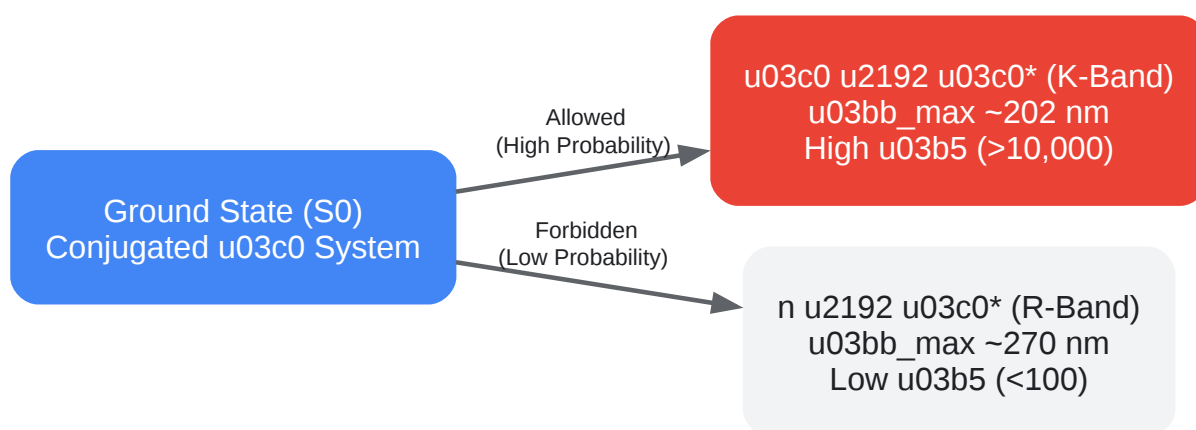 Ground State (S0)
Conjugated u03c0 System
Allowed
(High Probability)
Forbidden
(Low Probability)
u03c0 u2192 u03c0* (K-Band)
u03bb_max ~202 nm
High u03b5 (>10,000)
n u2192 u03c0* (R-Band)
u03bb_max ~270 nm
Low u03b5 (<100)